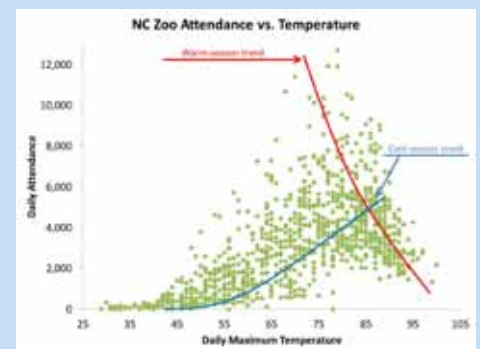 NC Zoo Attendance vs. Temperature
Warm season trend
Cool season trend
Daily Attendance
12,000
10,000
8,000
6,000
4,000
2,000
0
25 35 45 55 65 75 85 95 105
Daily Maximum Temperature